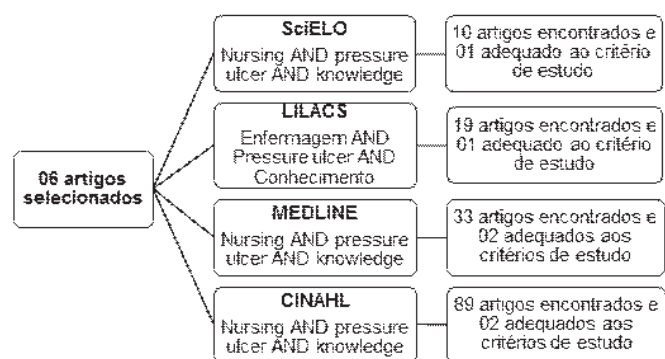 SciELO
Nursing AND pressure
ulcer AND knowledge
10 artigos encontrados e
01 adequado ao critério
de estudo
LILACS
Enfermagem AND
Pressure ulcer AND
Conhecimento
19 artigos encontrados e
01 adequado ao critério
de estudo
06 artigos
selecionados
MEDLINE
Nursing AND pressure
ulcer AND knowledge
33 artigos encontrados e
02 adequados aos
critérios de estudo
CINAHL
Nursing AND pressure
ulcer AND knowledge
89 artigos encontrados e
02 adequados aos
critérios de estudo